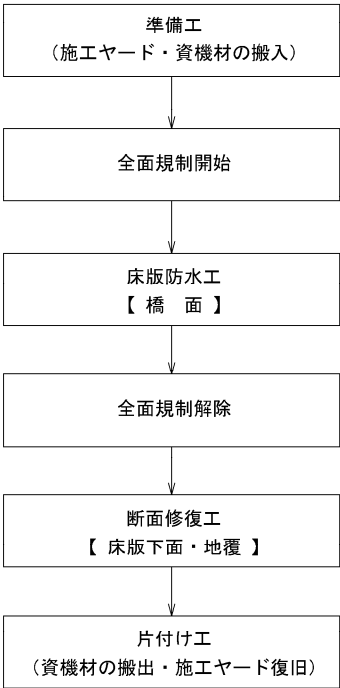 準備工
（施工ヤード・資機材の搬入）
全面規制開始
床版防水工
【 橋　面 】
全面規制解除
断面修復工
【 床版下面・地覆 】
片付け工
（資機材の搬出・施工ヤード復旧）